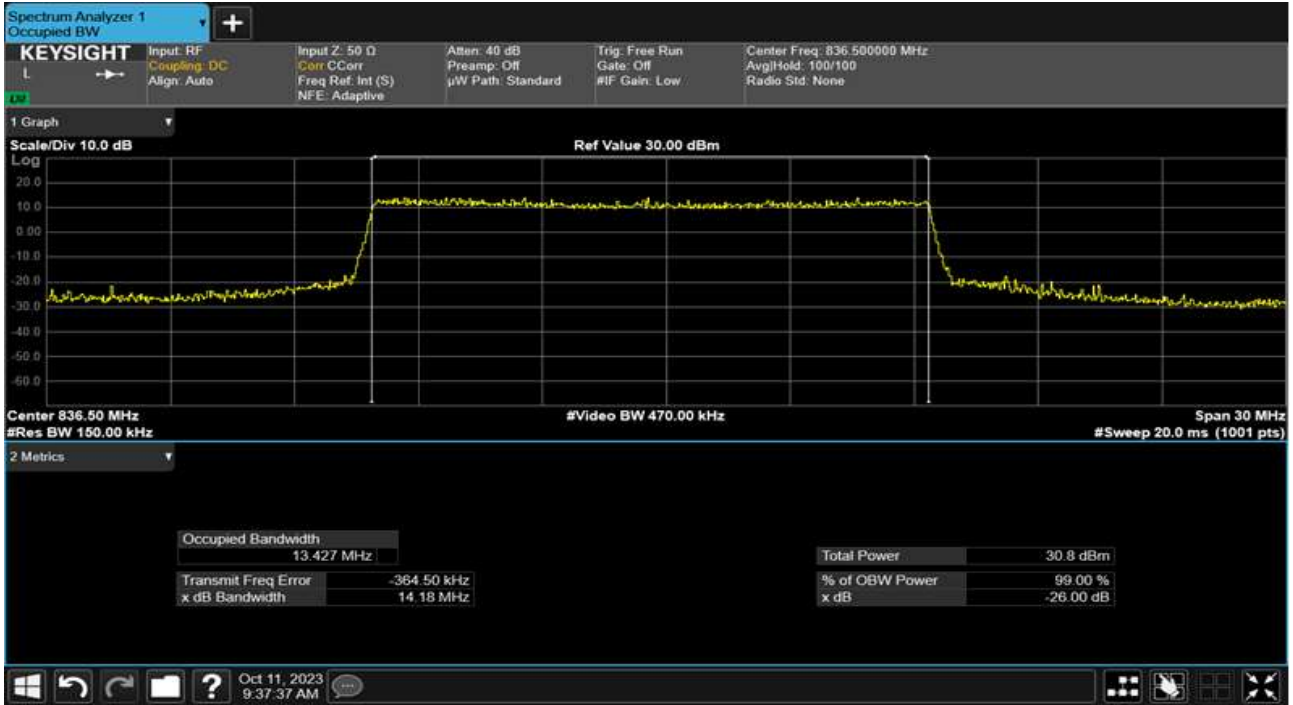 Spectrum Analyzer 1
Occupied BW
+
KEYSIGHT
L
Input: RF
Coupling: DC
Align: Auto
Input Z: 50 Ω
Corr CCorr
Freq Ref: Int (S)
NFE: Adaptive
Atten: 40 dB
Preamp: Off
µW Path: Standard
Trig: Free Run
Gate: Off
#IF Gain: Low
Center Freq: 836.500000 MHz
Avg|Hold: 100/100
Radio Std: None
1 Graph
Scale/Div 10.0 dB
Ref Value 30.00 dBm
Log
20.0
10.0
0.00
-10.0
-20.0
-30.0
-40.0
-50.0
-60.0
Center 836.50 MHz
#Video BW 470.00 kHz
Span 30 MHz
#Res BW 150.00 kHz
#Sweep 20.0 ms (1001 pts)
2 Metrics
Occupied Bandwidth
13.427 MHz
Total Power 30.8 dBm
Transmit Freq Error -364.50 kHz
% of OBW Power 99.00 %
x dB Bandwidth 14.18 MHz
x dB -26.00 dB
?
Oct 11, 2023
9:37:37 AM